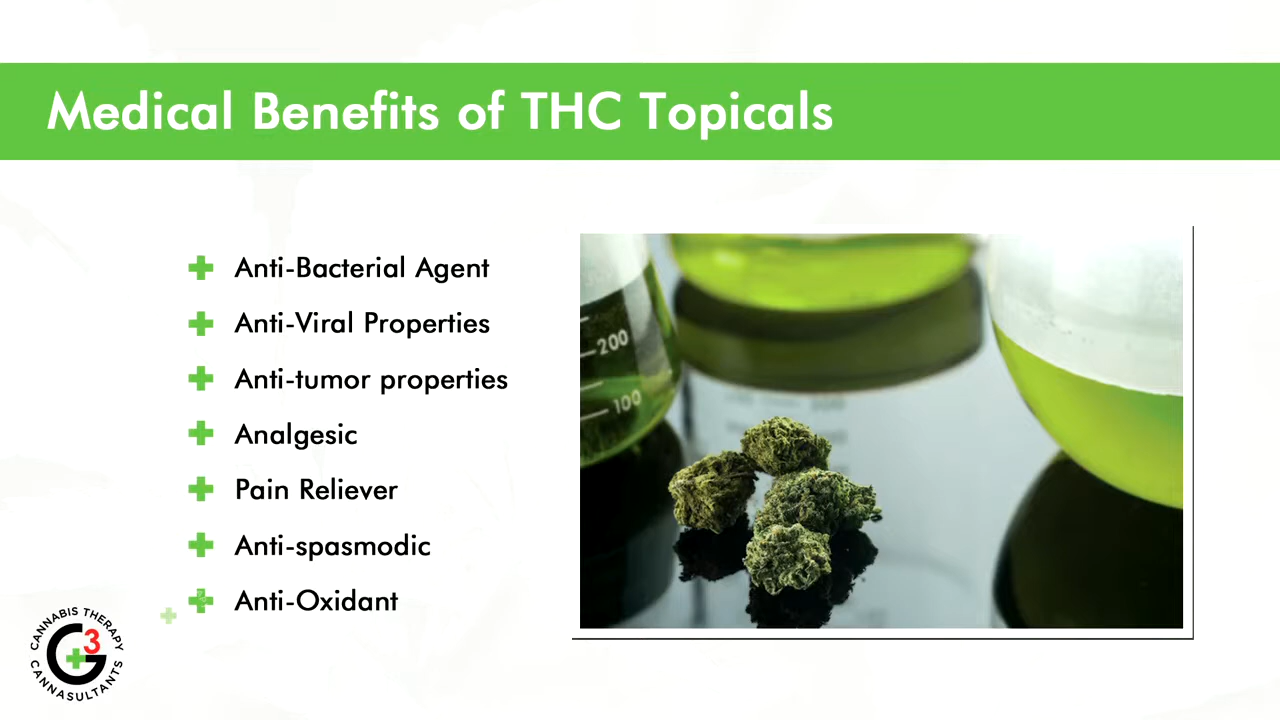 Medical Benefits of THC Topicals
Anti-Bacterial Agent
Anti-Viral Properties
Anti-tumor properties
Analgesic
Pain Reliever
Anti-spasmodic
Anti-Oxidant
200
100
CANNABIS THERAPY
G3
CANNASULTANTS